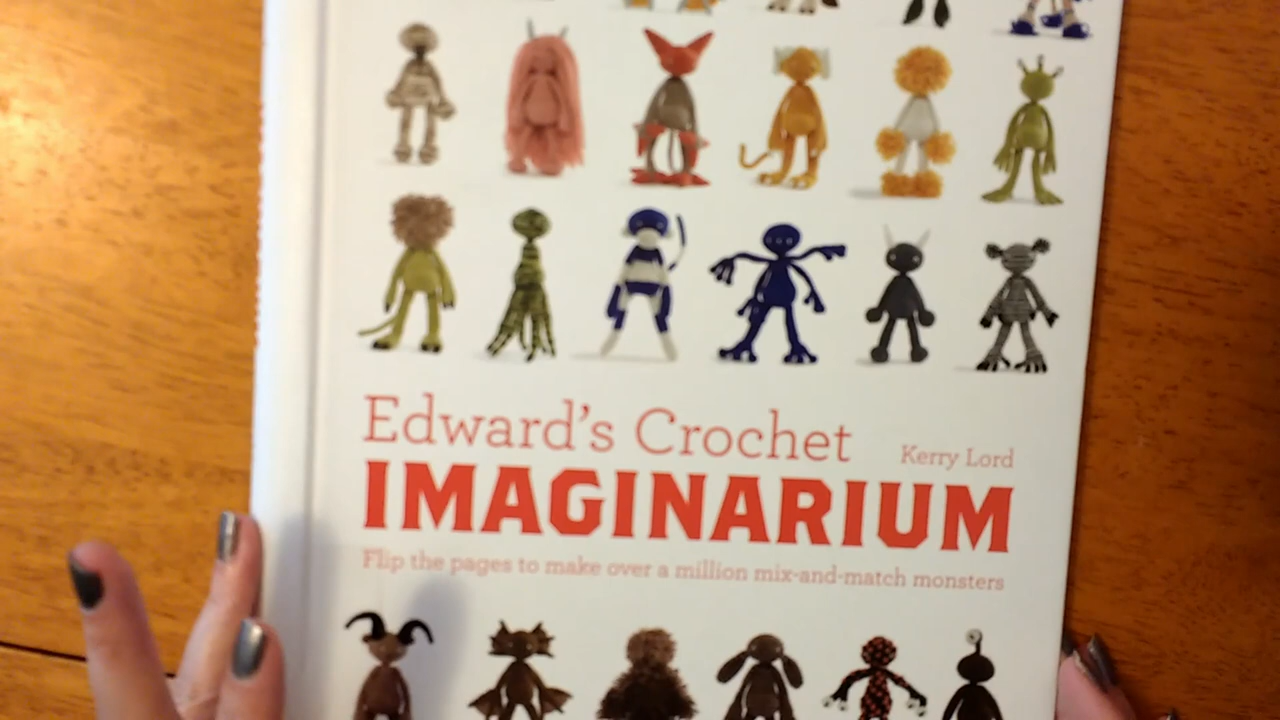 Edward's Crochet
Kerry Lord
IMAGINARIUM
Flip the pages to make over a million mix-and-match monsters